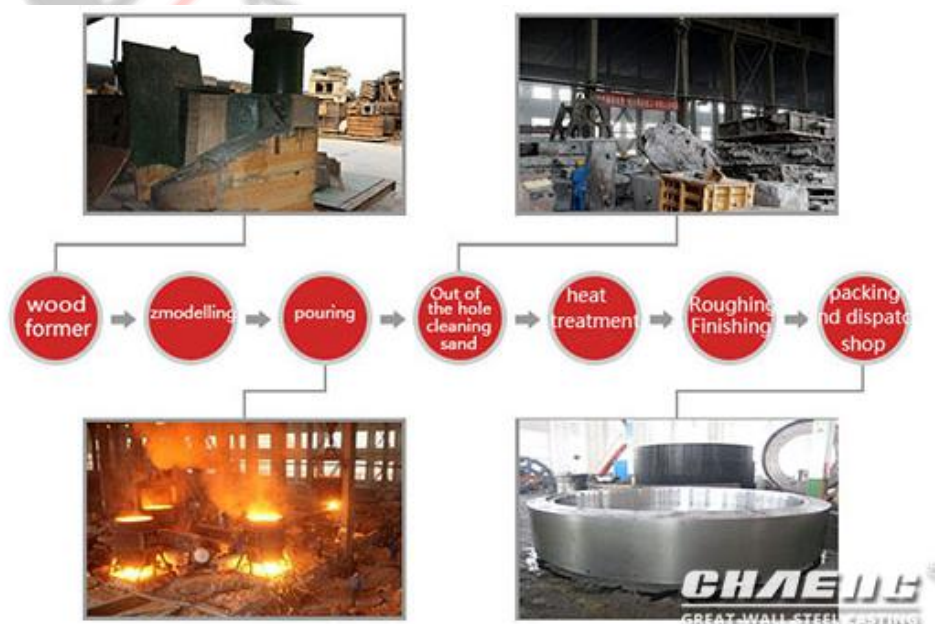 wood
former
zmodelling
pouring
Out of
the hole
cleaning
sand
heat
treatment
Roughing
Finishing
packing
nd dispatc
shop
CHAENG
GREAT WALL STEEL CASTING